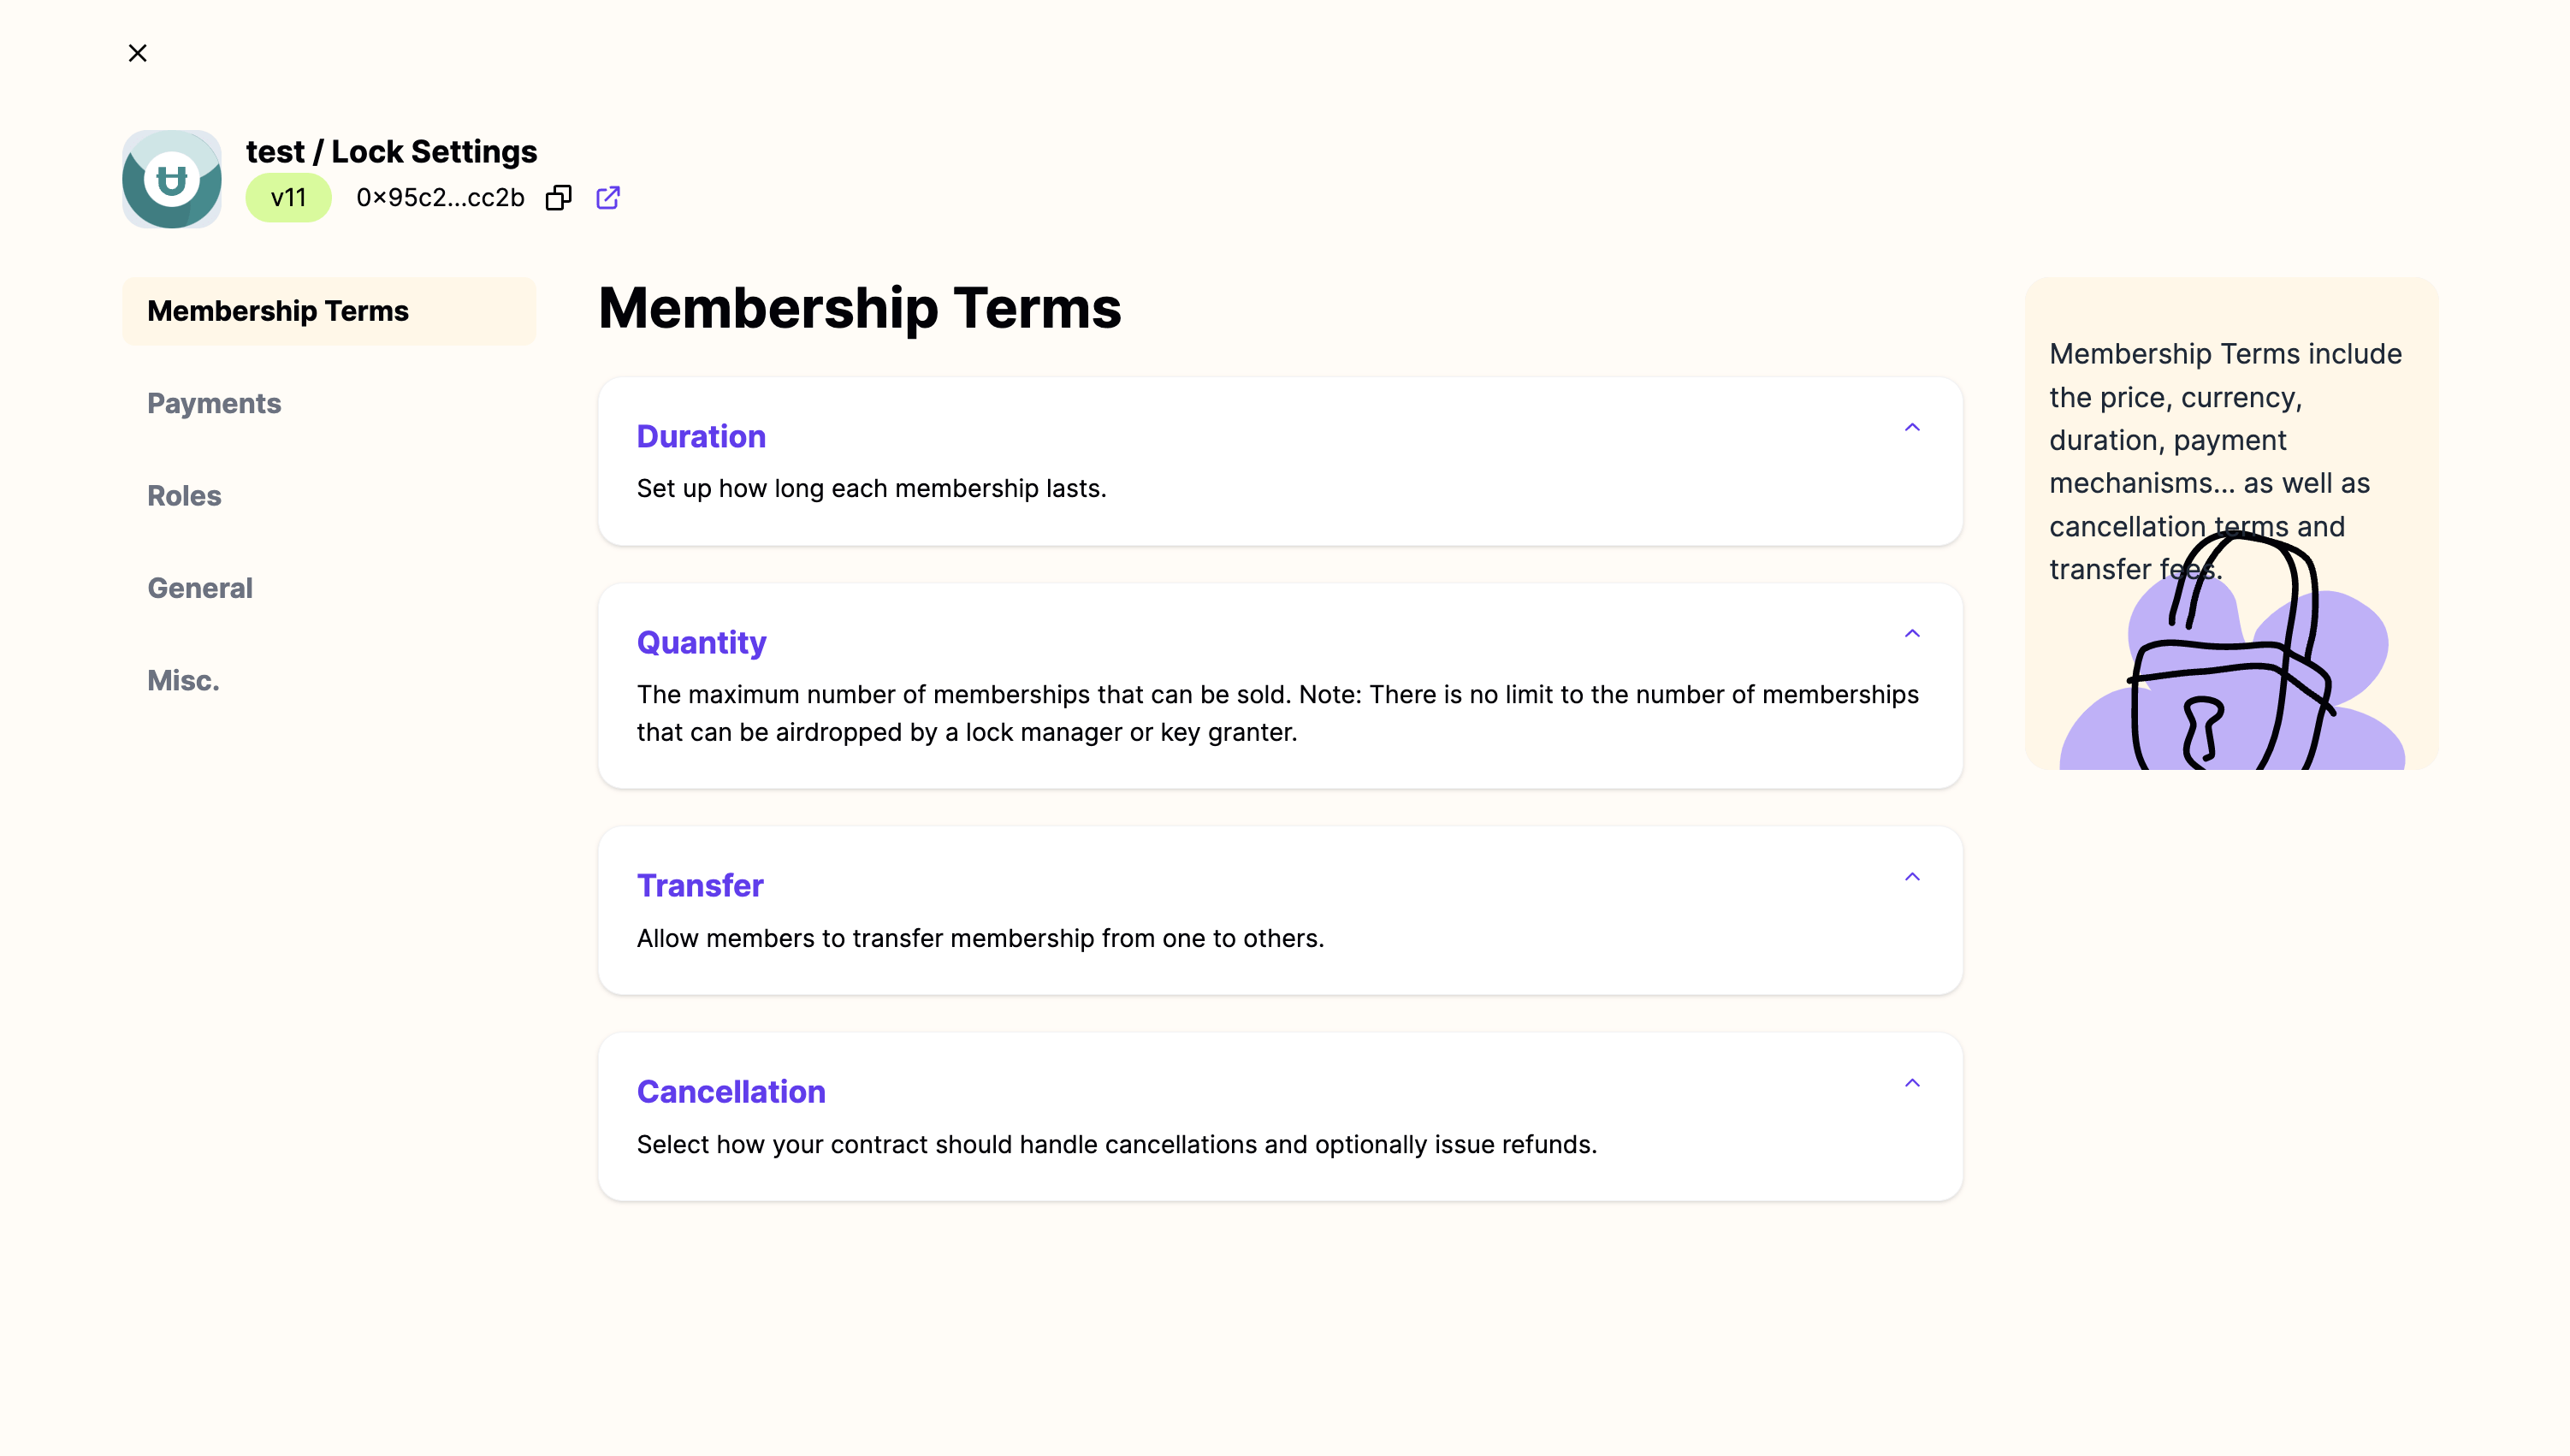 test / Lock Settings
v11 0×95c2...cc2b
Membership Terms
Payments
Roles
General
Misc.
Membership Terms
Duration
Set up how long each membership lasts.
Quantity
The maximum number of memberships that can be sold. Note: There is no limit to the number of memberships
that can be airdropped by a lock manager or key granter.
Transfer
Allow members to transfer membership from one to others.
Cancellation
Select how your contract should handle cancellations and optionally issue refunds.
Membership Terms include
the price, currency,
duration, payment
mechanisms... as well as
cancellation terms and
transfer fees.